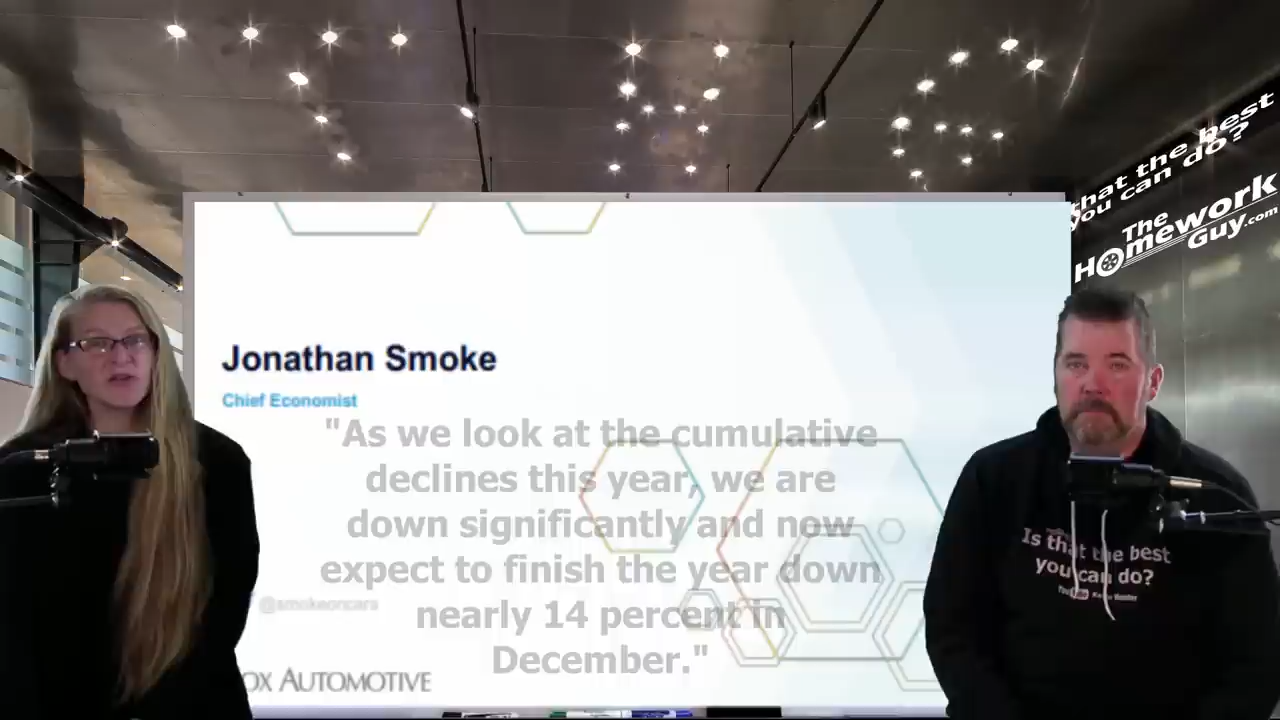 that the best
you can do?
The
Homework
Guy.com
Jonathan Smoke
Chief Economist
"As we look at the cumulative
declines this year, we are
down significantly and now
expect to finish the year down
nearly 14 percent in
December."
@smokeoncars
OX AUTOMOTIVE
Is that the best
you can do?
YouTube